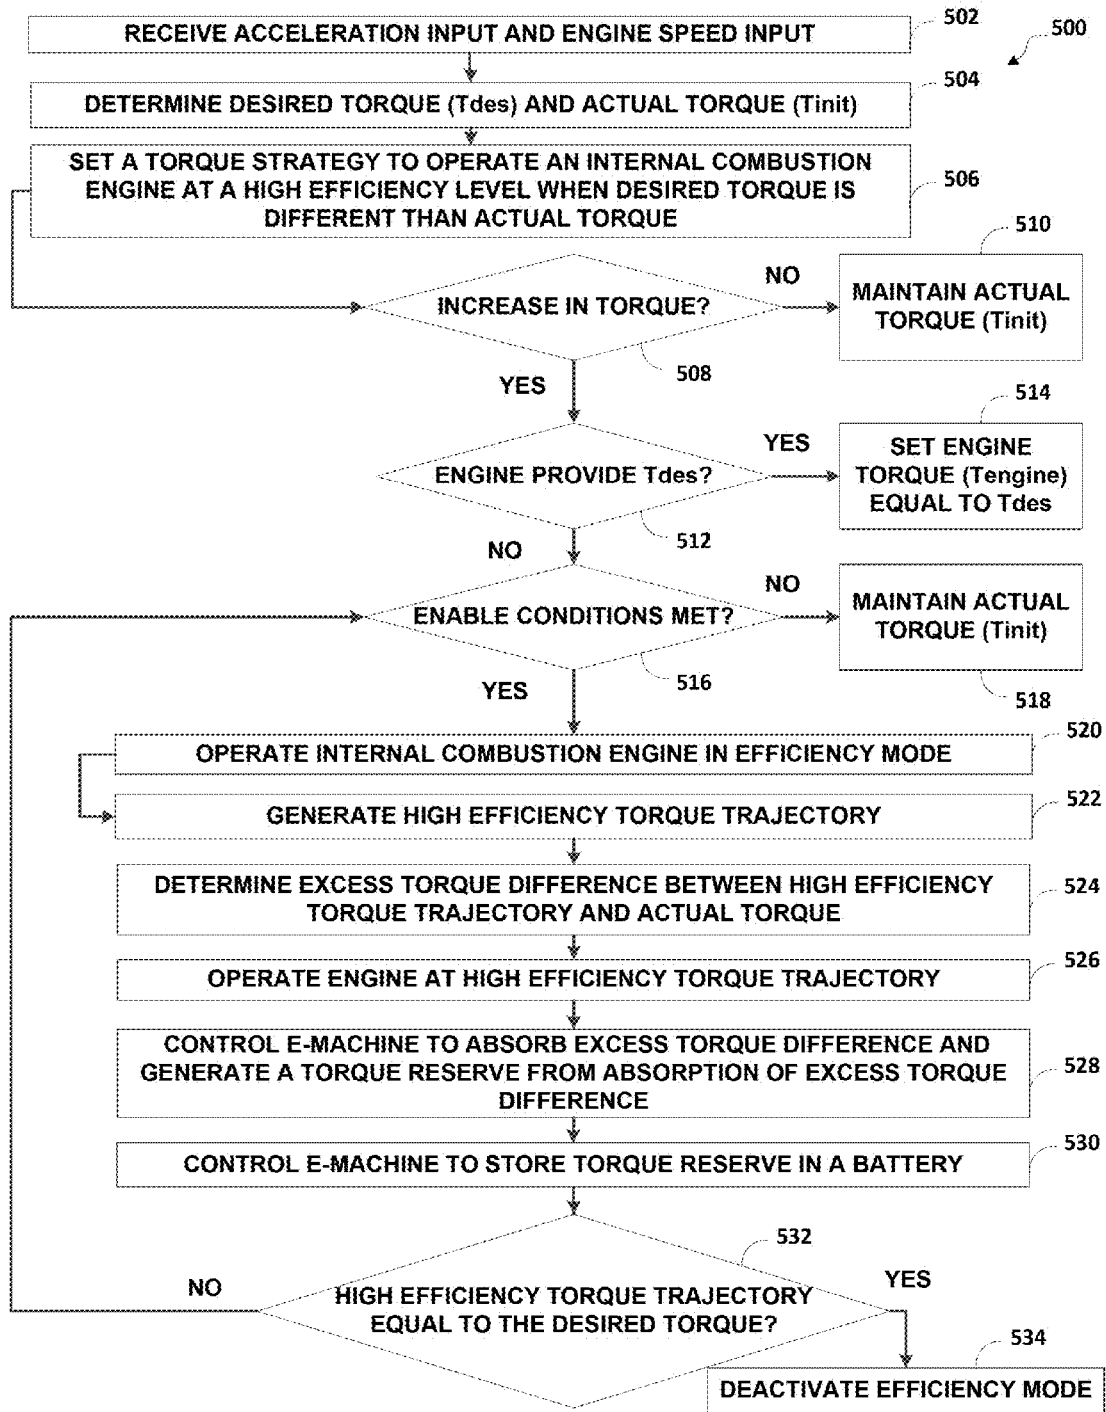 502
500
RECEIVE ACCELERATION INPUT AND ENGINE SPEED INPUT
504
DETERMINE DESIRED TORQUE (Tdes) AND ACTUAL TORQUE (Tinit)
SET A TORQUE STRATEGY TO OPERATE AN INTERNAL COMBUSTION
ENGINE AT A HIGH EFFICIENCY LEVEL WHEN DESIRED TORQUE IS
DIFFERENT THAN ACTUAL TORQUE
506
510
INCREASE IN TORQUE?
NO
MAINTAIN ACTUAL
TORQUE (Tinit)
508
YES
514
ENGINE PROVIDE Tdes?
YES
SET ENGINE
TORQUE (Tengine)
EQUAL TO Tdes
512
NO
ENABLE CONDITIONS MET?
NO
MAINTAIN ACTUAL
TORQUE (Tinit)
516
518
YES
520
OPERATE INTERNAL COMBUSTION ENGINE IN EFFICIENCY MODE
522
GENERATE HIGH EFFICIENCY TORQUE TRAJECTORY
DETERMINE EXCESS TORQUE DIFFERENCE BETWEEN HIGH EFFICIENCY
TORQUE TRAJECTORY AND ACTUAL TORQUE
524
OPERATE ENGINE AT HIGH EFFICIENCY TORQUE TRAJECTORY
526
CONTROL E-MACHINE TO ABSORB EXCESS TORQUE DIFFERENCE AND
GENERATE A TORQUE RESERVE FROM ABSORPTION OF EXCESS TORQUE
DIFFERENCE
528
CONTROL E-MACHINE TO STORE TORQUE RESERVE IN A BATTERY
530
532
NO
HIGH EFFICIENCY TORQUE TRAJECTORY
EQUAL TO THE DESIRED TORQUE?
YES
534
DEACTIVATE EFFICIENCY MODE